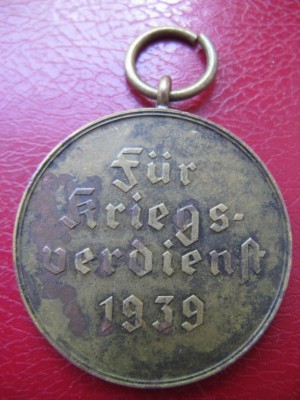 Für
Kriegs-
verdienst
1939